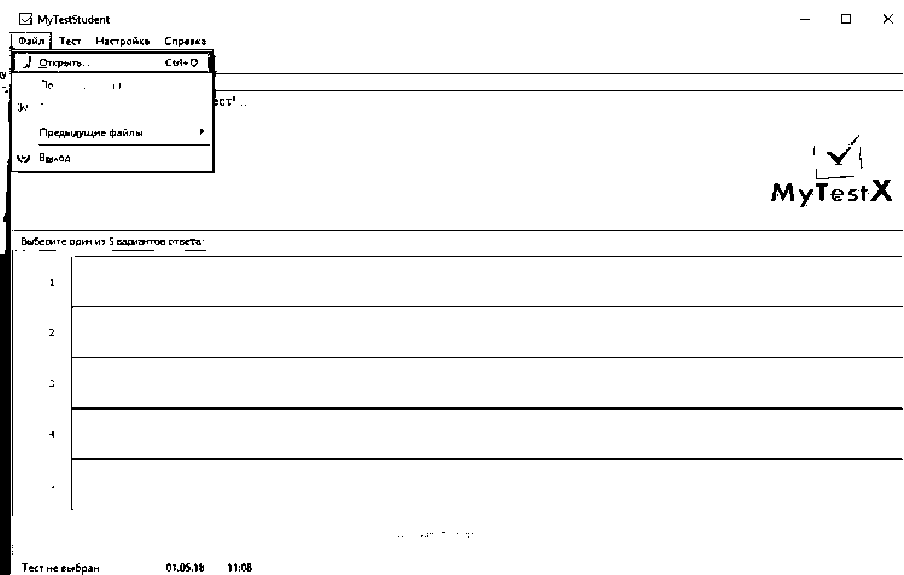 MyTestStudent
Файл Тест Настройка Справка
Открыть... Ctrl+O
Предыдущие файлы
Выход
MyTestX
Выберите один из 5 вариантов ответа:
1
2
3
4
Тест не выбран 01.05.18 11:08